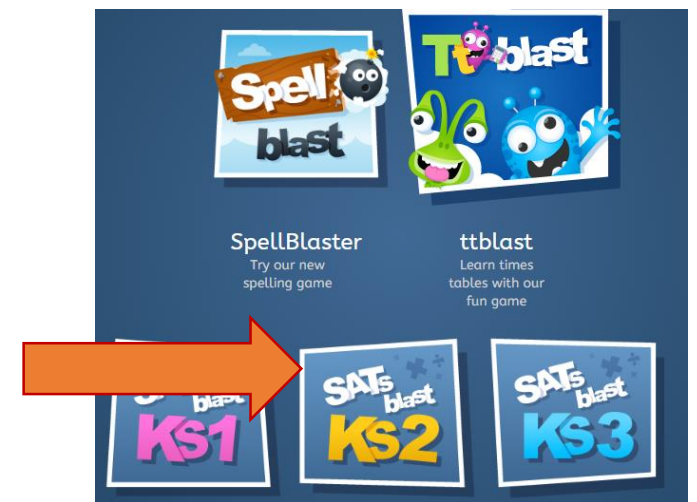 Spell
blast
Tt blast
SpellBlaster
Try our new
spelling game
ttblast
Learn times
tables with our
fun game
blast
KS1
SATs
blast
KS2
SATs
blast
KS3